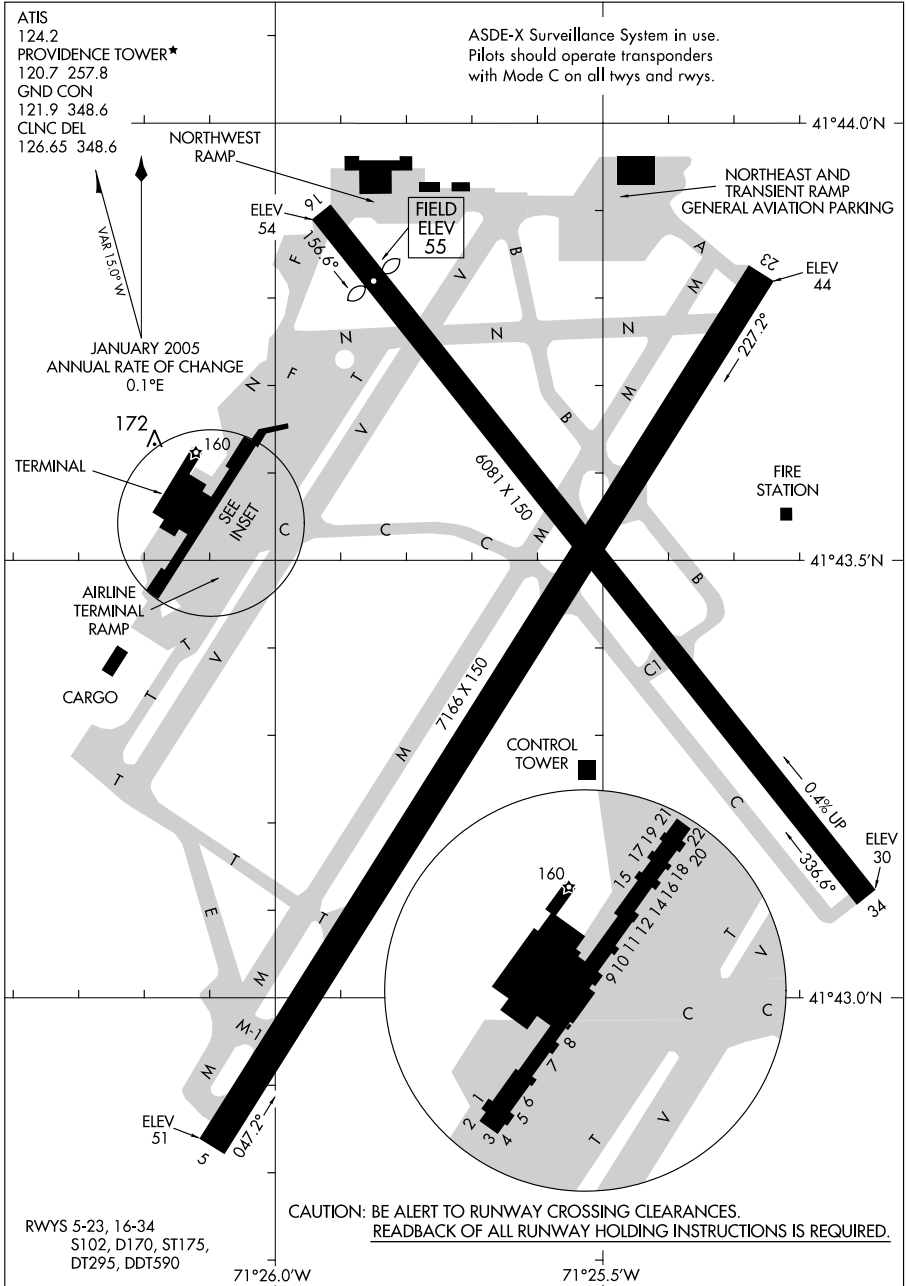 ATIS
124.2
PROVIDENCE TOWER★
120.7 257.8
GND CON
121.9 348.6
CLNC DEL
126.65 348.6
ASDE-X Surveillance System in use.
Pilots should operate transponders
with Mode C on all twys and rwys.
41°44.0'N
NORTHWEST
RAMP
NORTHEAST AND
TRANSIENT RAMP
GENERAL AVIATION PARKING
VAR 15.0° W
JANUARY 2005
ANNUAL RATE OF CHANGE
0.1°E
ELEV
54
16
156.6°
FIELD
ELEV
55
F
V
B
A
M
23
ELEV
44
227.2°
N
N
N
N
F
T
V
B
M
M
172
160
TERMINAL
SEE
INSET
6081 X 150
FIRE
STATION
C
C
C
M
41°43.5'N
B
AIRLINE
TERMINAL
RAMP
T
V
T
CARGO
C1
7166 X 150
M
CONTROL
TOWER
T
C
0.4% UP
336.6°
ELEV
30
34
T
E
T
M
M-1
M
41°43.0'N
160
1
2
3
4
5
6
7
8
9
10
11
12
14
15
16
17
18
19
20
21
22
T
V
C
C
T
V
ELEV
51
5
047.2°
CAUTION: BE ALERT TO RUNWAY CROSSING CLEARANCES.
READBACK OF ALL RUNWAY HOLDING INSTRUCTIONS IS REQUIRED.
RWYS 5-23, 16-34
S102, D170, ST175,
DT295, DDT590
71°26.0'W
71°25.5'W